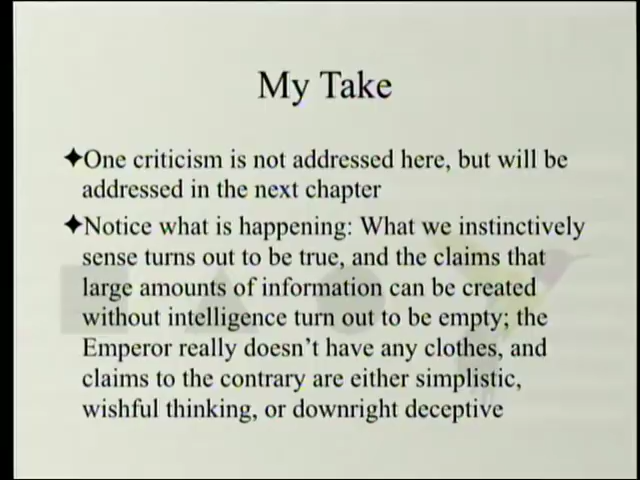 My Take
✦One criticism is not addressed here, but will be
addressed in the next chapter
✦Notice what is happening: What we instinctively
sense turns out to be true, and the claims that
large amounts of information can be created
without intelligence turn out to be empty; the
Emperor really doesn't have any clothes, and
claims to the contrary are either simplistic,
wishful thinking, or downright deceptive